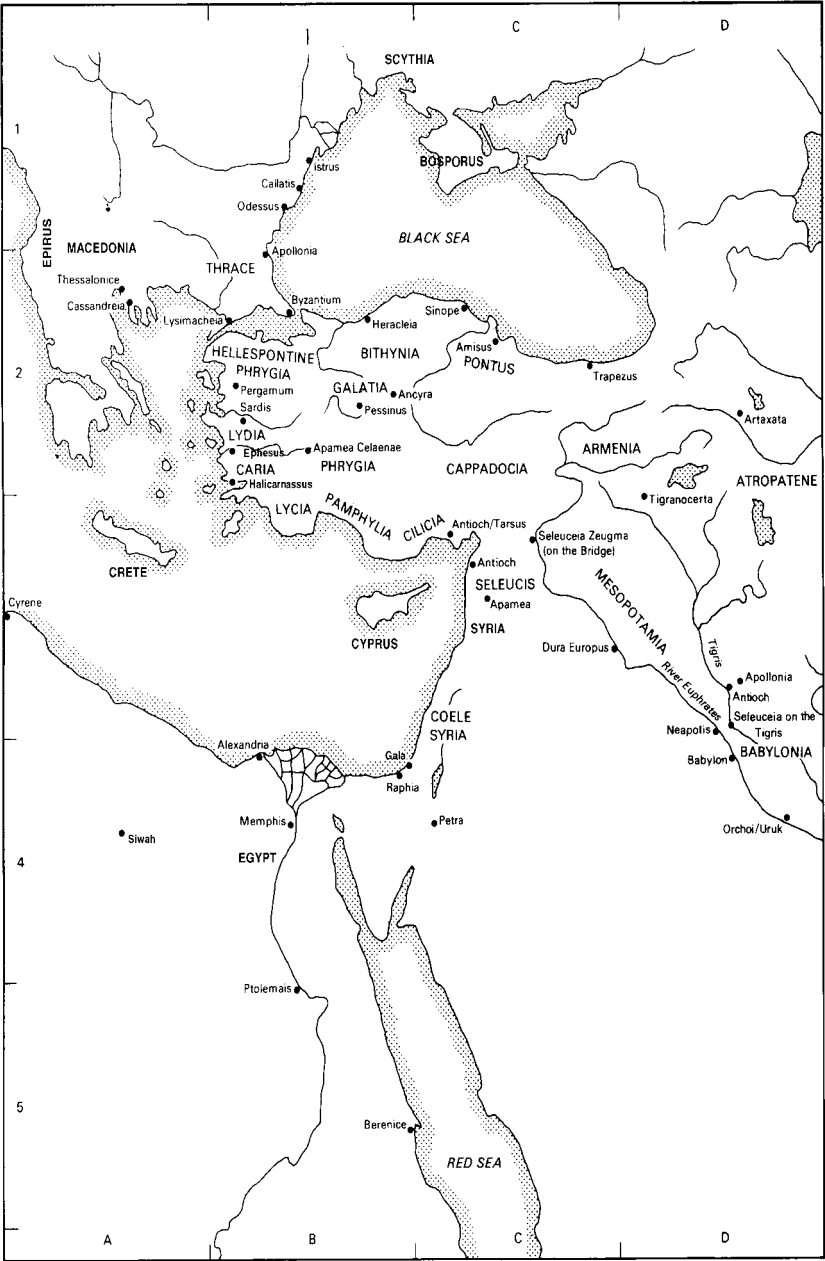 C
D
SCYTHIA
1
BOSPORUS
Istrus
Callatis
Odessus
EPIRUS
BLACK SEA
MACEDONIA
Apollonia
THRACE
Thessalonice
Cassandreia
Byzantium
Lysimacheia
Sinope
Heracleia
HELLESPONTINE
PHRYGIA
BITHYNIA
Amisus
PONTUS
2
Trapezus
Pergamum
GALATIA
Ancyra
Pessinus
Sardis
Artaxata
LYDIA
Ephesus
Apamea Celaenae
ARMENIA
CARIA
PHRYGIA
CAPPADOCIA
Halicarnassus
ATROPATENE
Tigranocerta
LYCIA
PAMPHYLIA
CILICIA
Antioch/Tarsus
Seleuceia Zeugma
(on the Bridge)
Antioch
CRETE
SELEUCIS
Apamea
MESOPOTAMIA
Cyrene
CYPRUS
SYRIA
Dura Europus
Tigris
River Euphrates
Apollonia
Antioch
COELE
SYRIA
Seleuceia on the
Tigris
Neapolis
Alexandria
Gala
BABYLONIA
Babylon
Raphia
Memphis
Petra
Siwah
Orchoi/Uruk
EGYPT
4
Ptolemais
5
Berenice
RED SEA
A
B
C
D